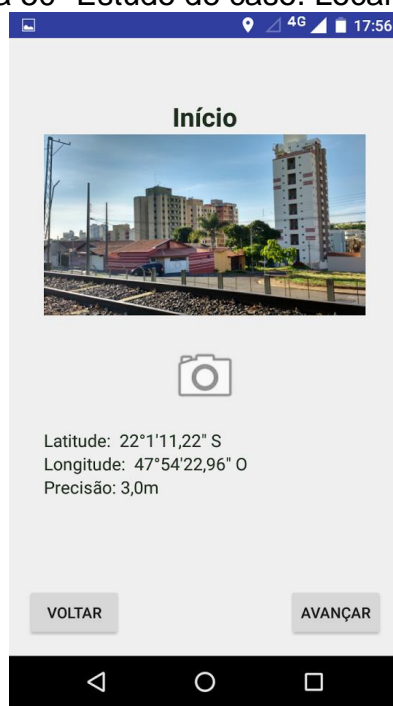 Estudo de caso: Local
4G 17:56
Início
Latitude: 22°1'11,22" S
Longitude: 47°54'22,96" O
Precisão: 3,0m
VOLTAR
AVANÇAR